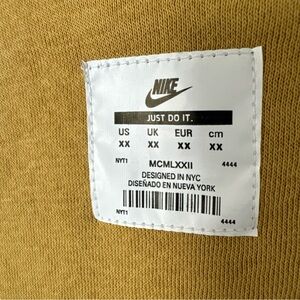 NIKE
JUST DO IT.
US UK EUR cm
XX XX XX XX
NYT1 MCMLXXII 4444
DESIGNED IN NYC
DISEÑADO EN NUEVA YORK
NYT1 4444